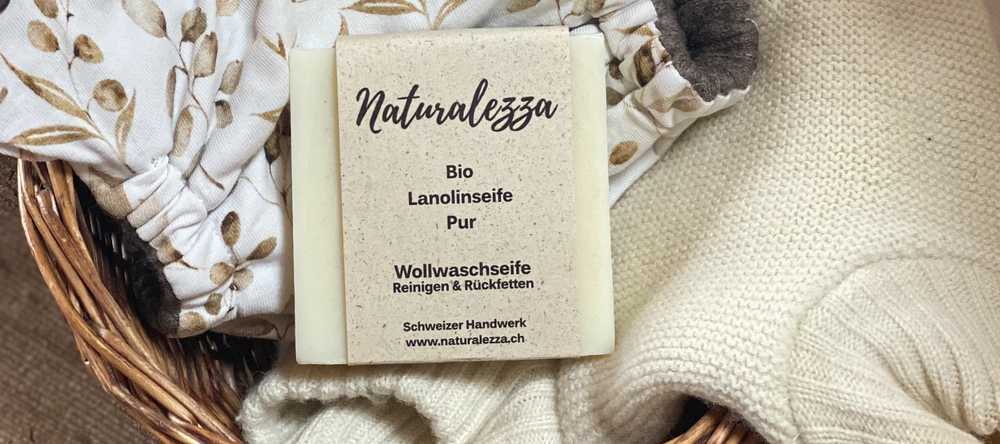 Naturalezza
Bio
Lanolinseife
Pur
Wollwaschseife
Reinigen & Rückfetten
Schweizer Handwerk
www.naturalezza.ch